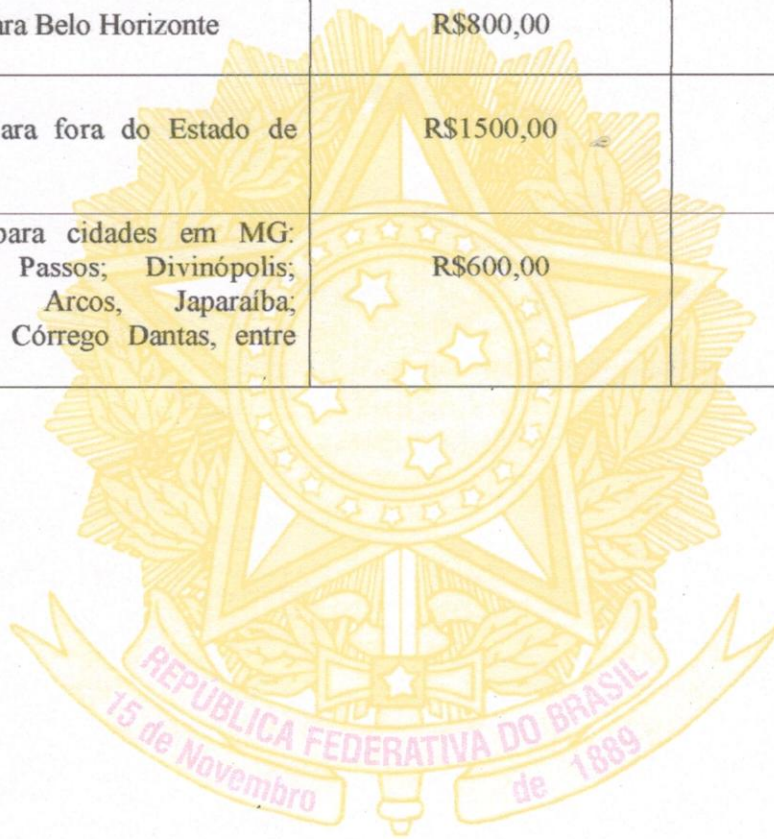 ara Belo Horizonte R$800,00
ara fora do Estado de R$1500,00
para cidades em MG:
Passos; Divinópolis; R$600,00
Arcos, Japaraíba;
Córrego Dantas, entre
REPÚBLICA FEDERATIVA DO BRASIL
15 de Novembro de 1889